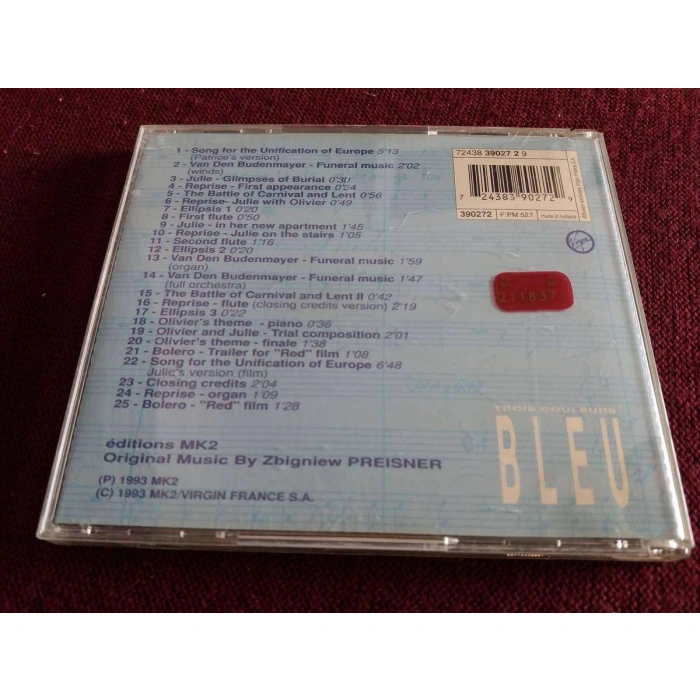 1 - Song for the Unification of Europe 5'13
(Patrice's version)
2 - Van Den Budenmayer - Funeral music 2'02
(winds)
3 - Julie - Glimpses of Burial 0'30
4 - Reprise - First appearance 0'24
5 - The Battle of Carnival and Lent 0'56
6 - Reprise- Julie with Olivier 0'49
7 - Ellipsis 1 0'20
8 - First flute 0'50
9 - Julie - in her new apartment 1'45
10 - Reprise - Julie on the stairs 1'05
11 - Second flute 1'16
12 - Ellipsis 2 0'20
13 - Van Den Budenmayer - Funeral music 1'59
(organ)
14 - Van Den Budenmayer - Funeral music 1'47
(full orchestra)
15 - The Battle of Carnival and Lent II 0'42
16 - Reprise - flute (closing credits version) 2'19
17 - Ellipsis 3 0'22
18 - Olivier's theme - piano 0'36
19 - Olivier and Julie - Trial composition 2'01
20 - Olivier's theme - finale 1'38
21 - Bolero - Trailer for "Red" film 1'08
22 - Song for the Unification of Europe 6'48
Julie's version (film)
23 - Closing credits 2'04
24 - Reprise - organ 1'09
25 - Bolero - "Red" film 1'28
éditions MK2
Original Music By Zbigniew PREISNER
(P) 1993 MK2
(C) 1993 MK2/VIRGIN FRANCE S.A.
72438 39027 2 9
7 24383 90272
390272 F:PM 527 made in holland
Virgin
211837
TROIS COULEURS
BLEU